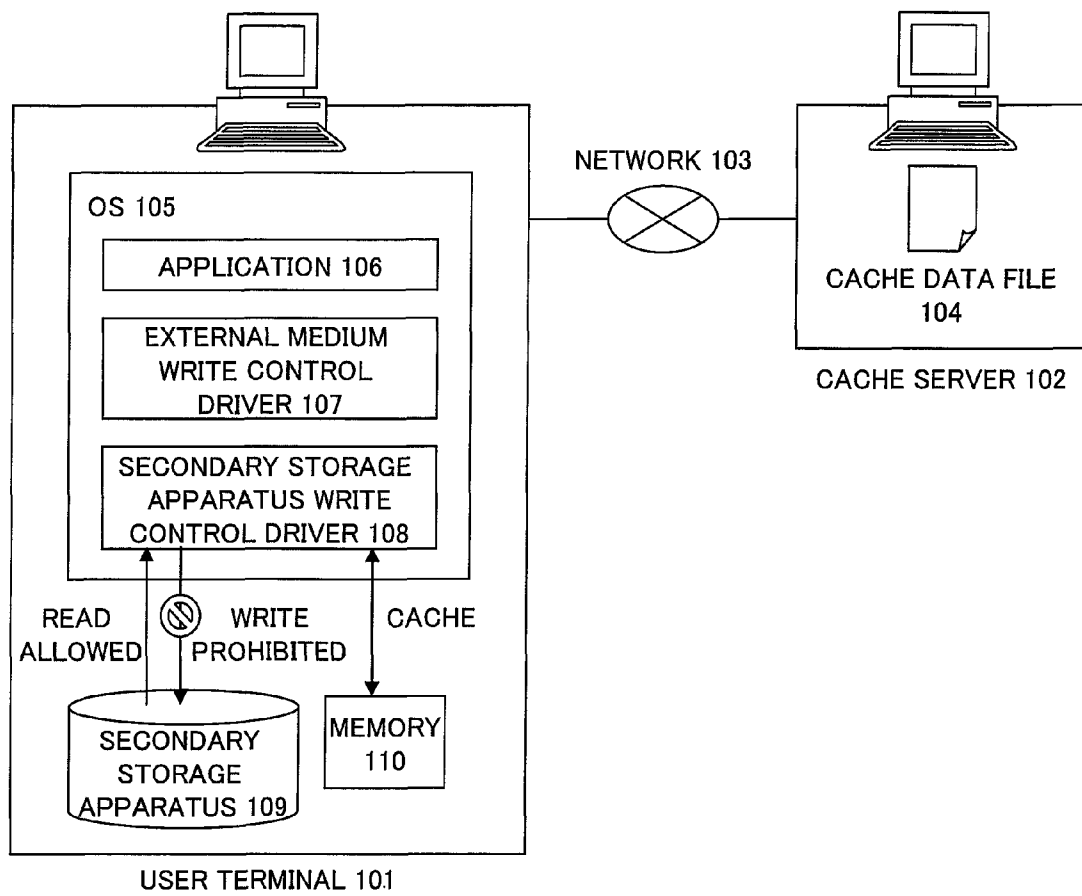 NETWORK 103
OS 105
APPLICATION 106
EXTERNAL MEDIUM
WRITE CONTROL
DRIVER 107
SECONDARY STORAGE
APPARATUS WRITE
CONTROL DRIVER 108
READ
ALLOWED
WRITE
PROHIBITED
CACHE
SECONDARY
STORAGE
APPARATUS 109
MEMORY
110
USER TERMINAL 101
CACHE DATA FILE
104
CACHE SERVER 102